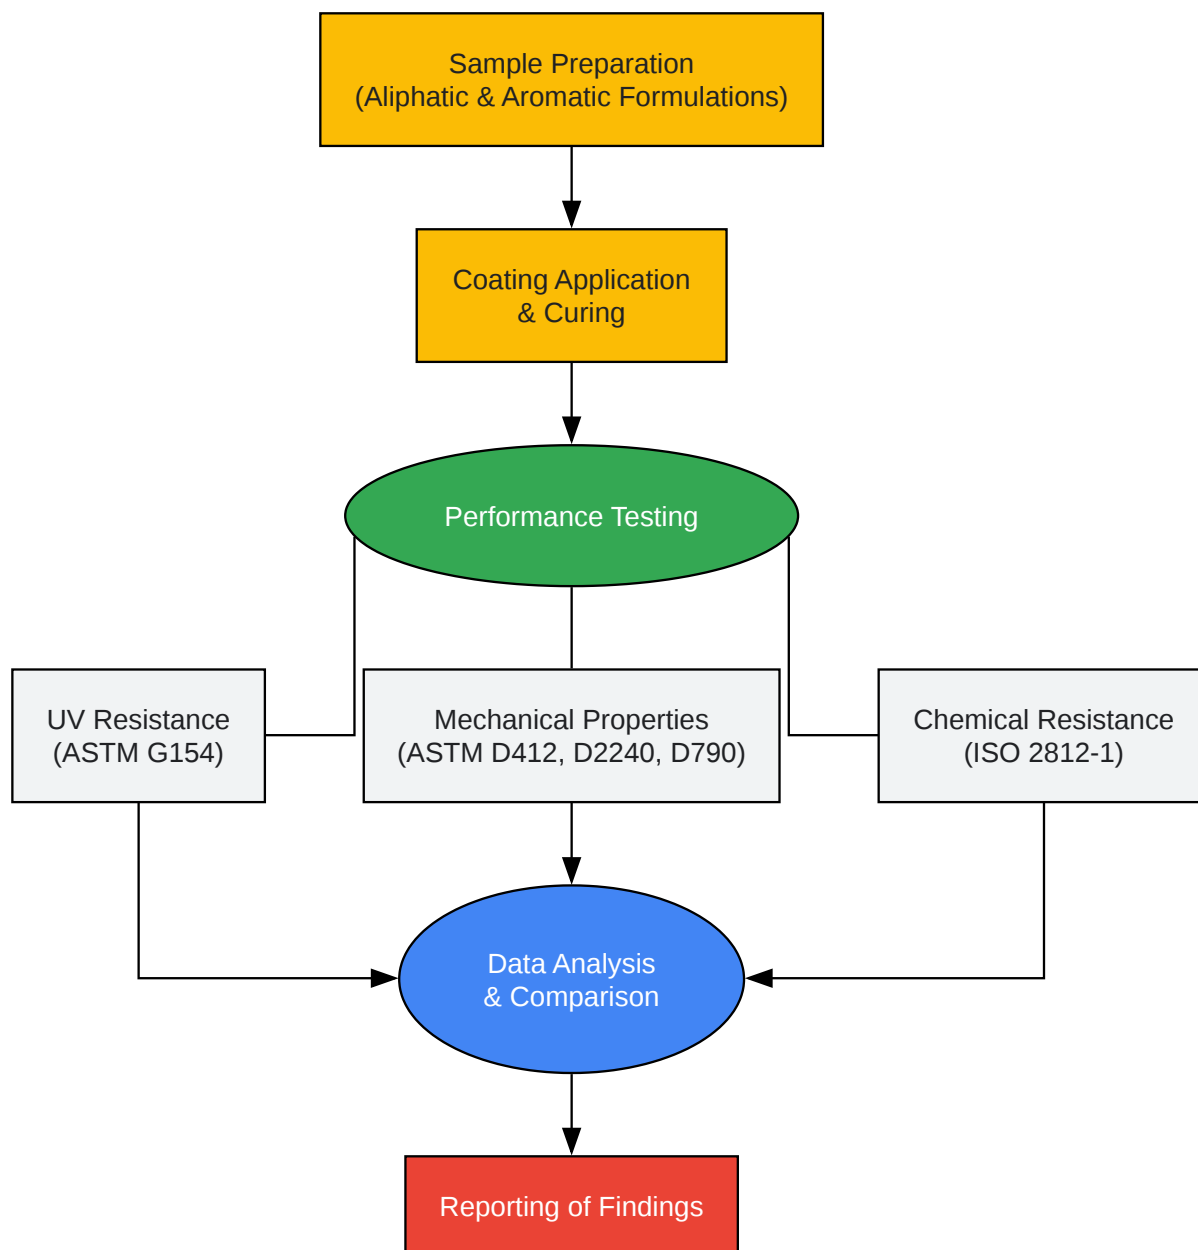 Sample Preparation
(Aliphatic & Aromatic Formulations)
Coating Application
& Curing
Performance Testing
UV Resistance
(ASTM G154)
Mechanical Properties
(ASTM D412, D2240, D790)
Chemical Resistance
(ISO 2812-1)
Data Analysis
& Comparison
Reporting of Findings